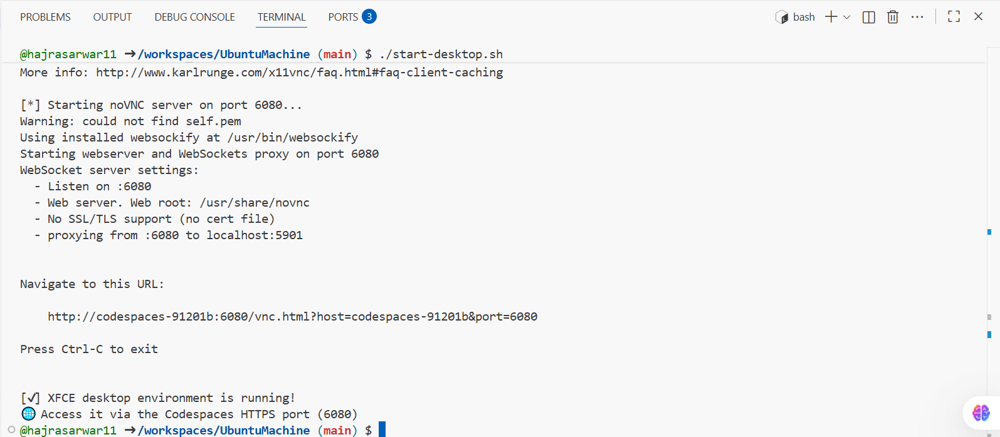 PROBLEMS OUTPUT DEBUG CONSOLE TERMINAL PORTS 3 bash
@hajrasarwar11 ➜/workspaces/UbuntuMachine (main) $ ./start-desktop.sh
More info: http://www.karlrunge.com/x11vnc/faq.html#faq-client-caching
[*] Starting noVNC server on port 6080...
Warning: could not find self.pem
Using installed websockify at /usr/bin/websockify
Starting webserver and WebSockets proxy on port 6080
WebSocket server settings:
  - Listen on :6080
  - Web server. Web root: /usr/share/novnc
  - No SSL/TLS support (no cert file)
  - proxying from :6080 to localhost:5901
Navigate to this URL:
    http://codespaces-91201b:6080/vnc.html?host=codespaces-91201b&port=6080
Press Ctrl-C to exit
[✓] XFCE desktop environment is running!
🌐 Access it via the Codespaces HTTPS port (6080)
@hajrasarwar11 ➜/workspaces/UbuntuMachine (main) $